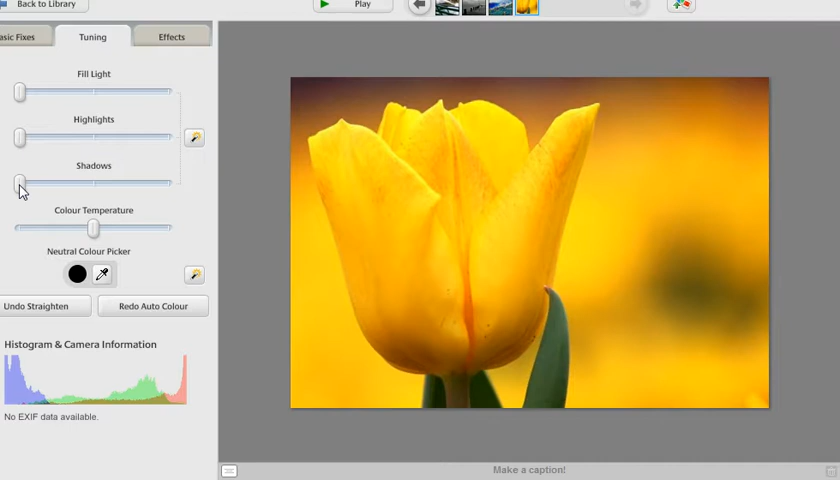 Back to Library
Play
asic Fixes
Tuning
Effects
Fill Light
Highlights
Shadows
Colour Temperature
Neutral Colour Picker
Undo Straighten
Redo Auto Colour
Histogram & Camera Information
No EXIF data available.
Make a caption!